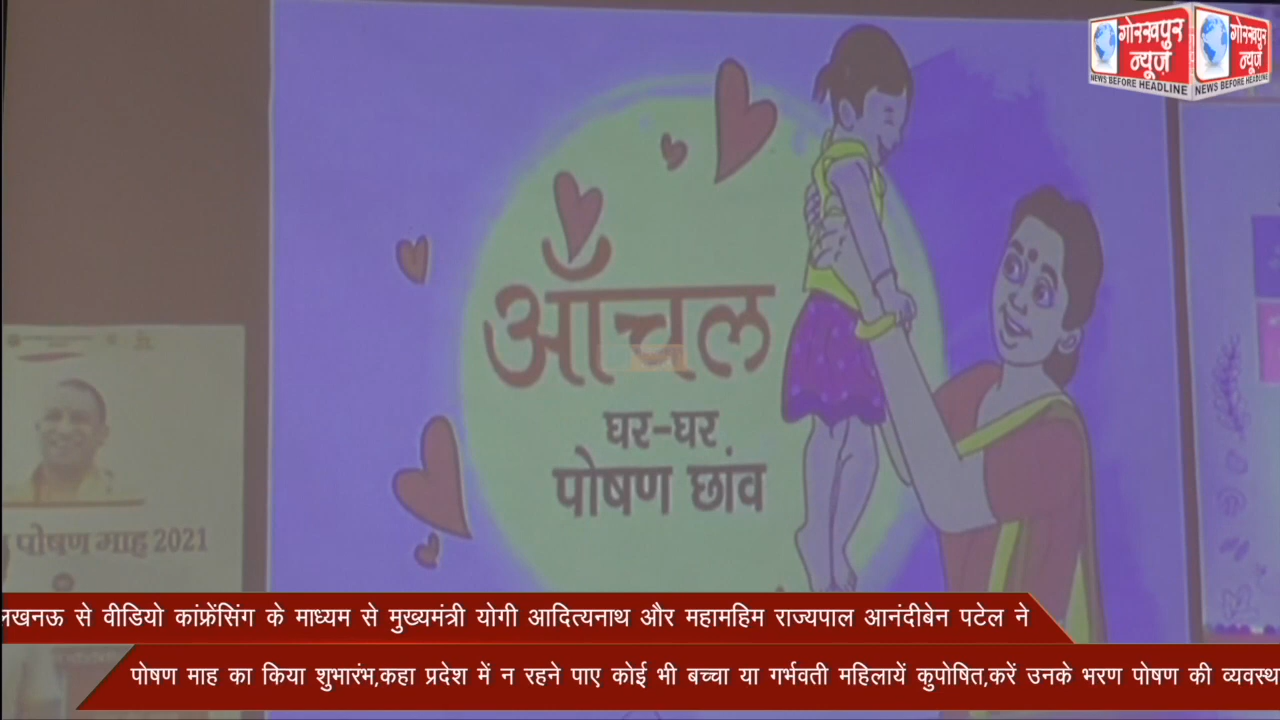 गोरखपुर
न्यूज़
NEWS BEFORE HEADLINE
गोरखपुर
न्यूज़
NEWS BEFORE HEADLINE
आँचल
घर-घर
पोषण छांव
पोषण माह 2021
लखनऊ से वीडियो कांफ्रेंसिंग के माध्यम से मुख्यमंत्री योगी आदित्यनाथ और महामहिम राज्यपाल आनंदीबेन पटेल ने
पोषण माह का किया शुभारंभ,कहा प्रदेश में न रहने पाए कोई भी बच्चा या गर्भवती महिलायें कुपोषित,करें उनके भरण पोषण की व्यवस्था